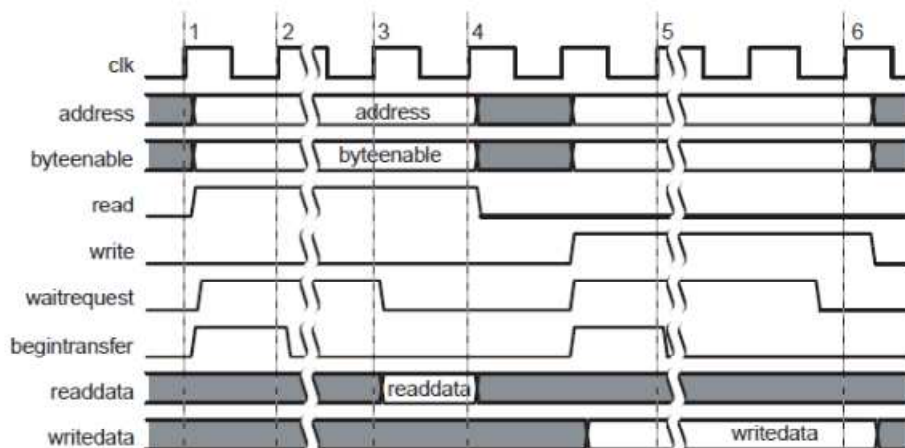 1 2 3 4 5 6
clk
address address
byteenable byteenable
read
write
waitrequest
begintransfer
readdata readdata
writedata writedata